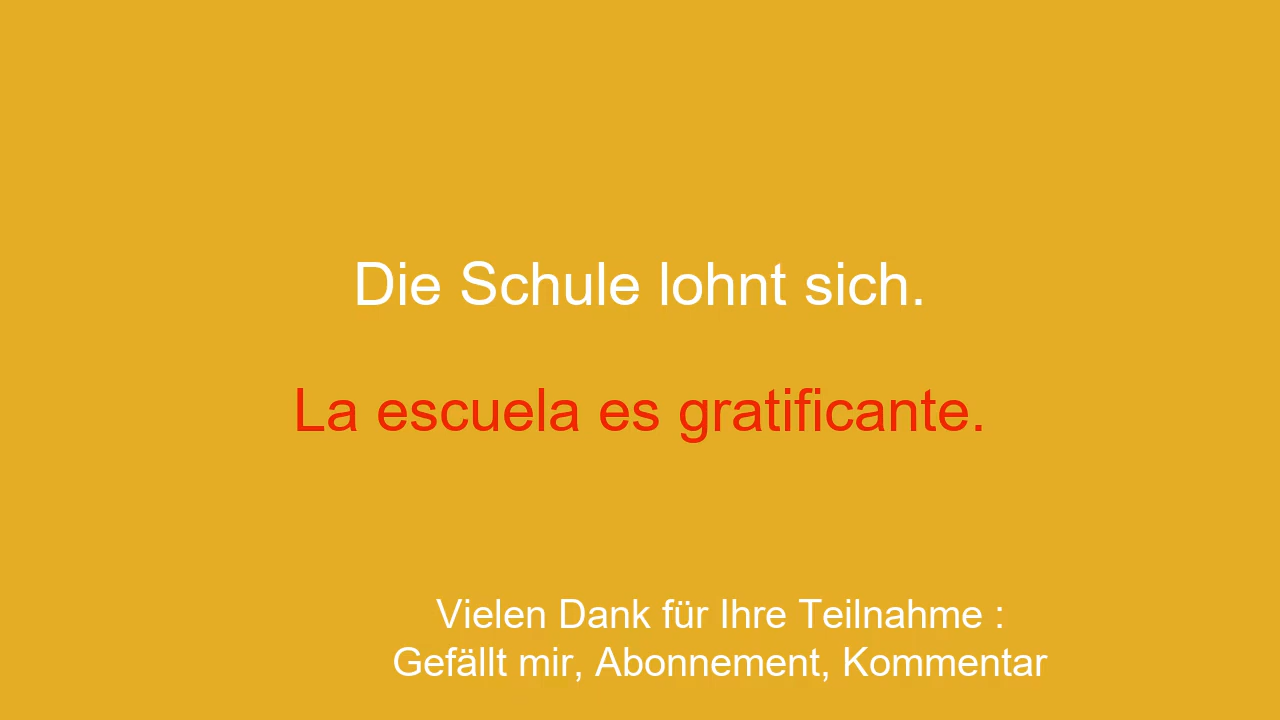 Die Schule lohnt sich.
La escuela es gratificante.
Vielen Dank für Ihre Teilnahme :
Gefällt mir, Abonnement, Kommentar